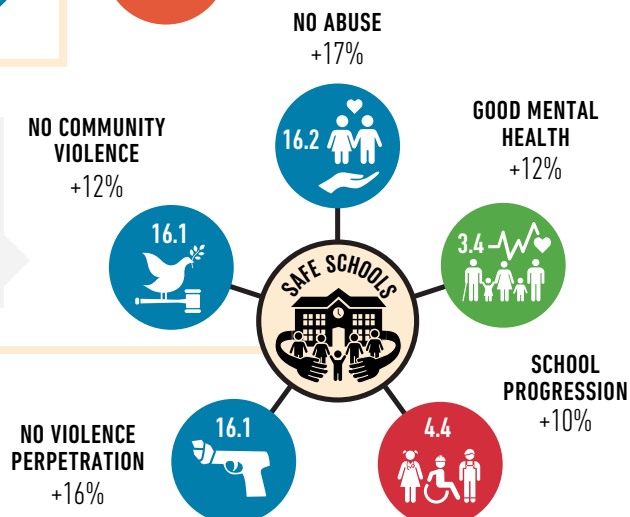 NO ABUSE
+17%
16.2
NO COMMUNITY
VIOLENCE
+12%
16.1
GOOD MENTAL
HEALTH
+12%
3.4
SAFE SCHOOLS
SCHOOL
PROGRESSION
+10%
4.4
NO VIOLENCE
PERPETRATION
+16%
16.1